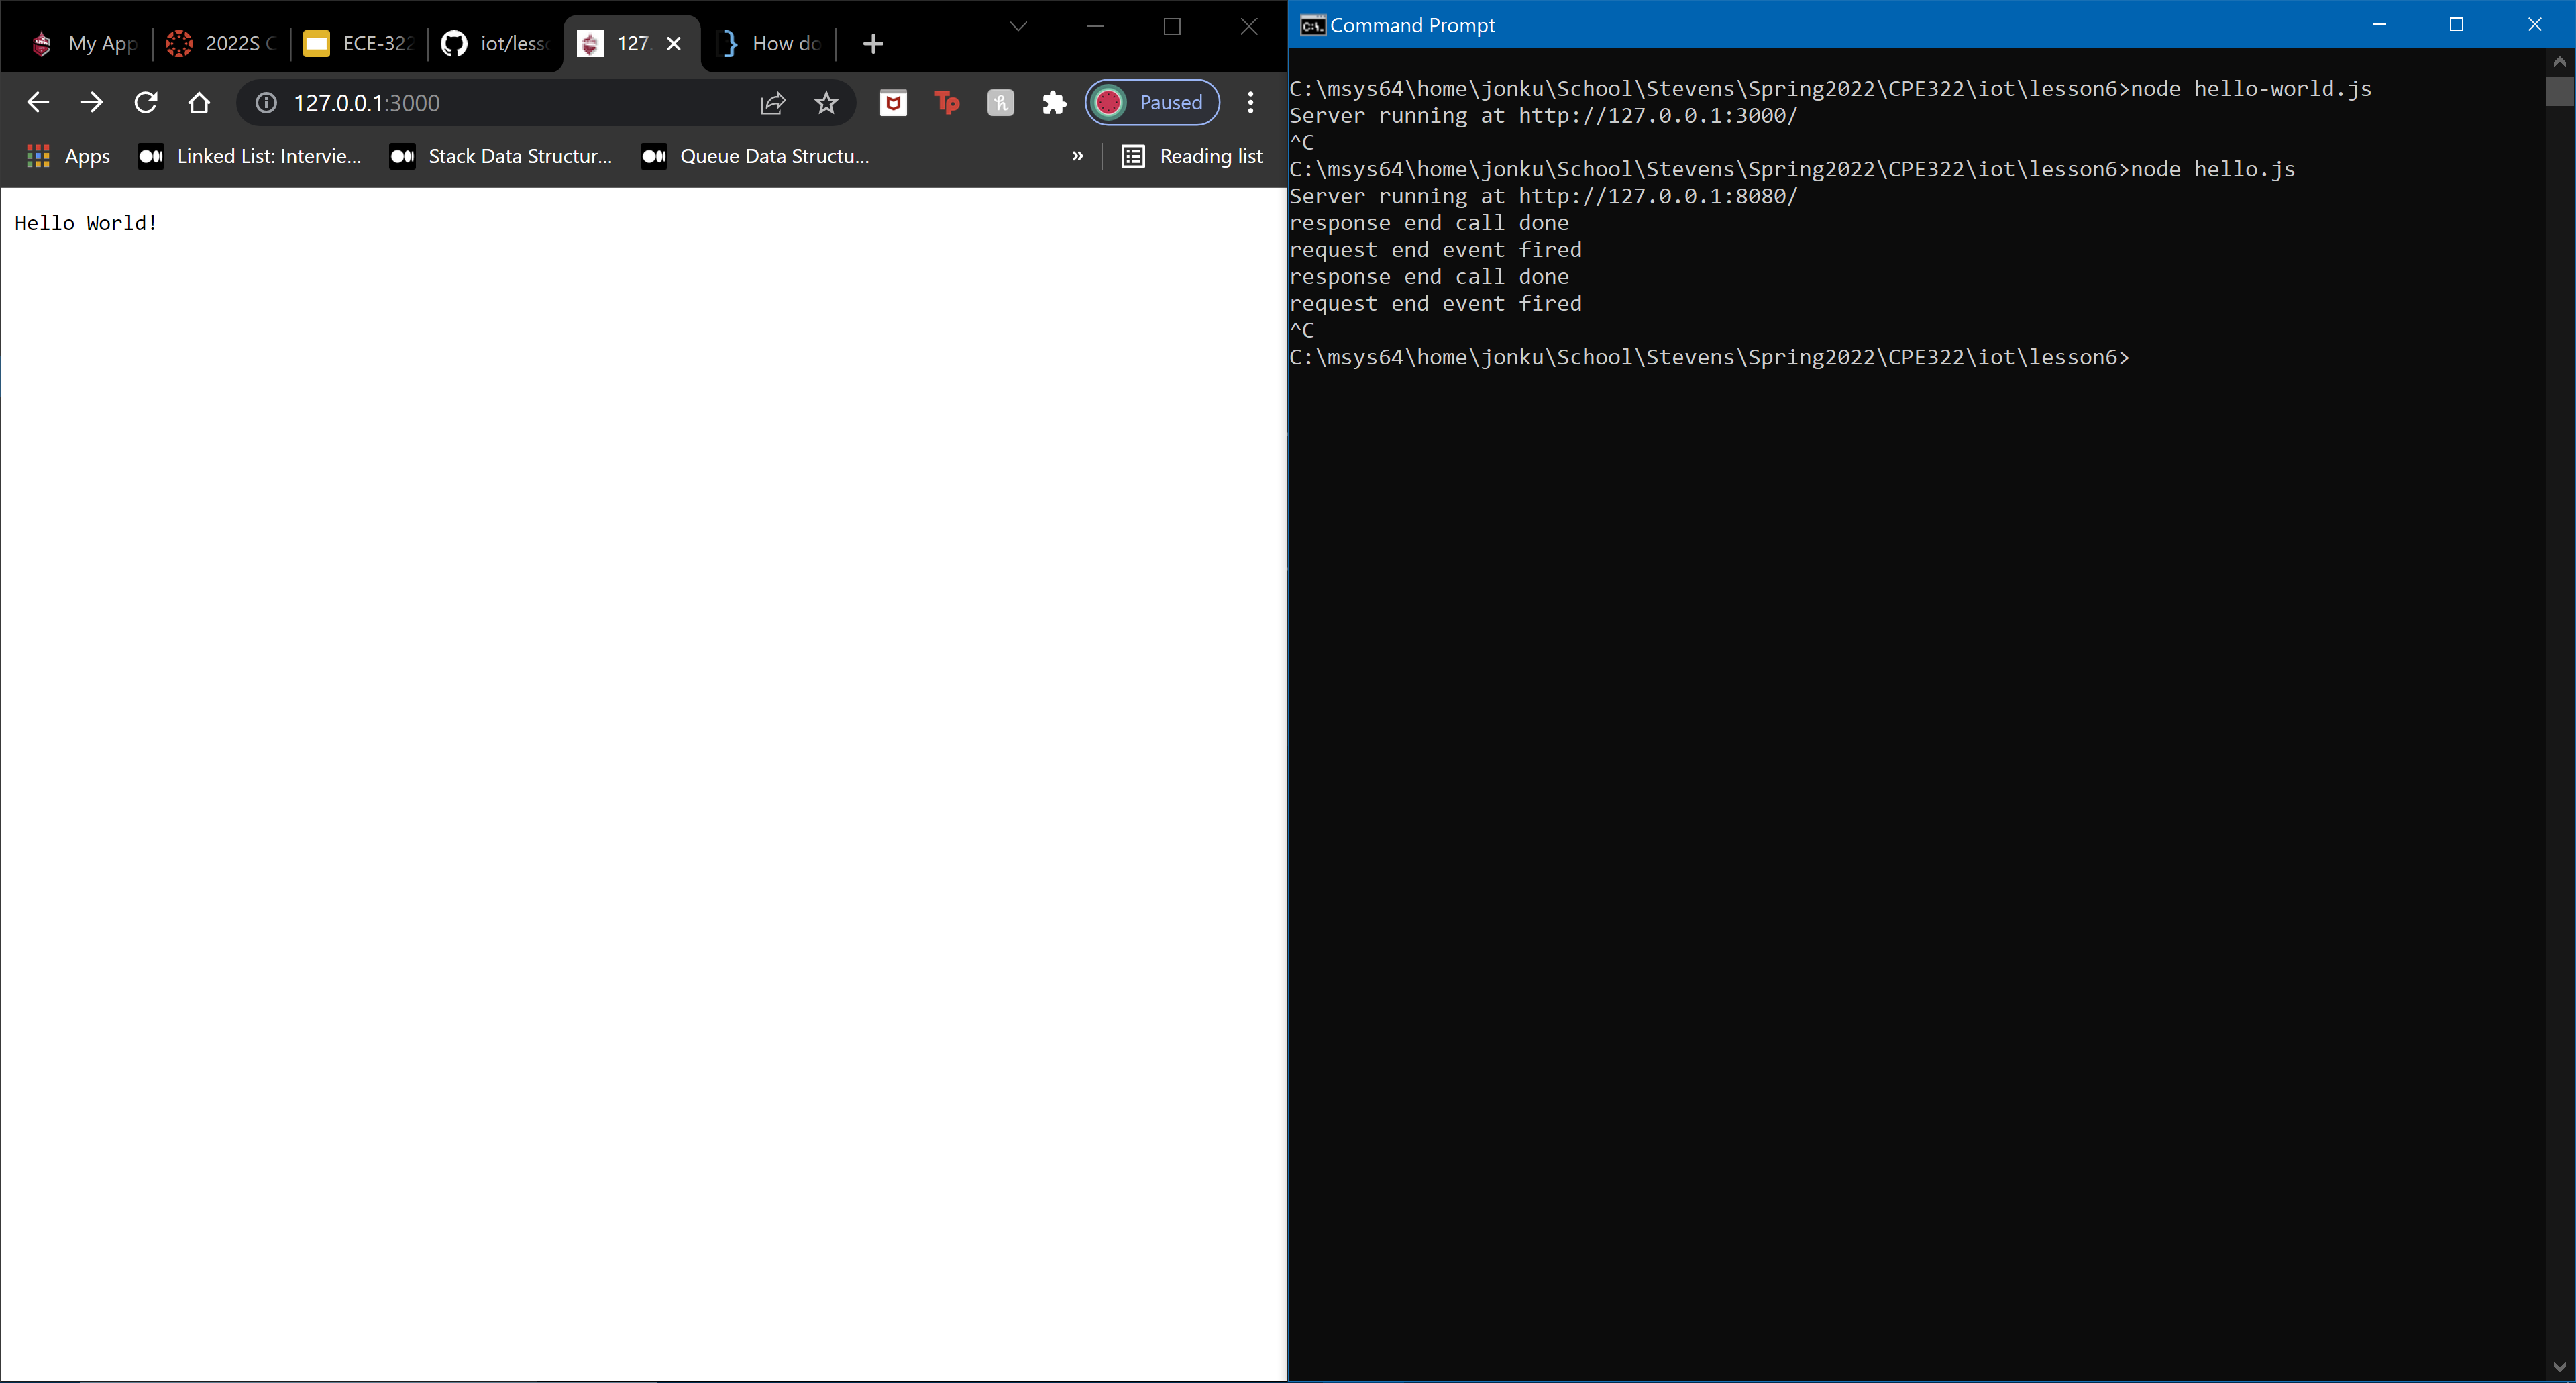 My App
2022S C
ECE-322
iot/less
127.
How do
127.0.0.1:3000
Tp
h
Paused
Apps
Linked List: Intervie...
Stack Data Structur...
Queue Data Structu...
»
Reading list
Hello World!
C:\. Command Prompt
C:\msys64\home\jonku\School\Stevens\Spring2022\CPE322\iot\lesson6>node hello-world.js
Server running at http://127.0.0.1:3000/
^C
C:\msys64\home\jonku\School\Stevens\Spring2022\CPE322\iot\lesson6>node hello.js
Server running at http://127.0.0.1:8080/
response end call done
request end event fired
response end call done
request end event fired
^C
C:\msys64\home\jonku\School\Stevens\Spring2022\CPE322\iot\lesson6>